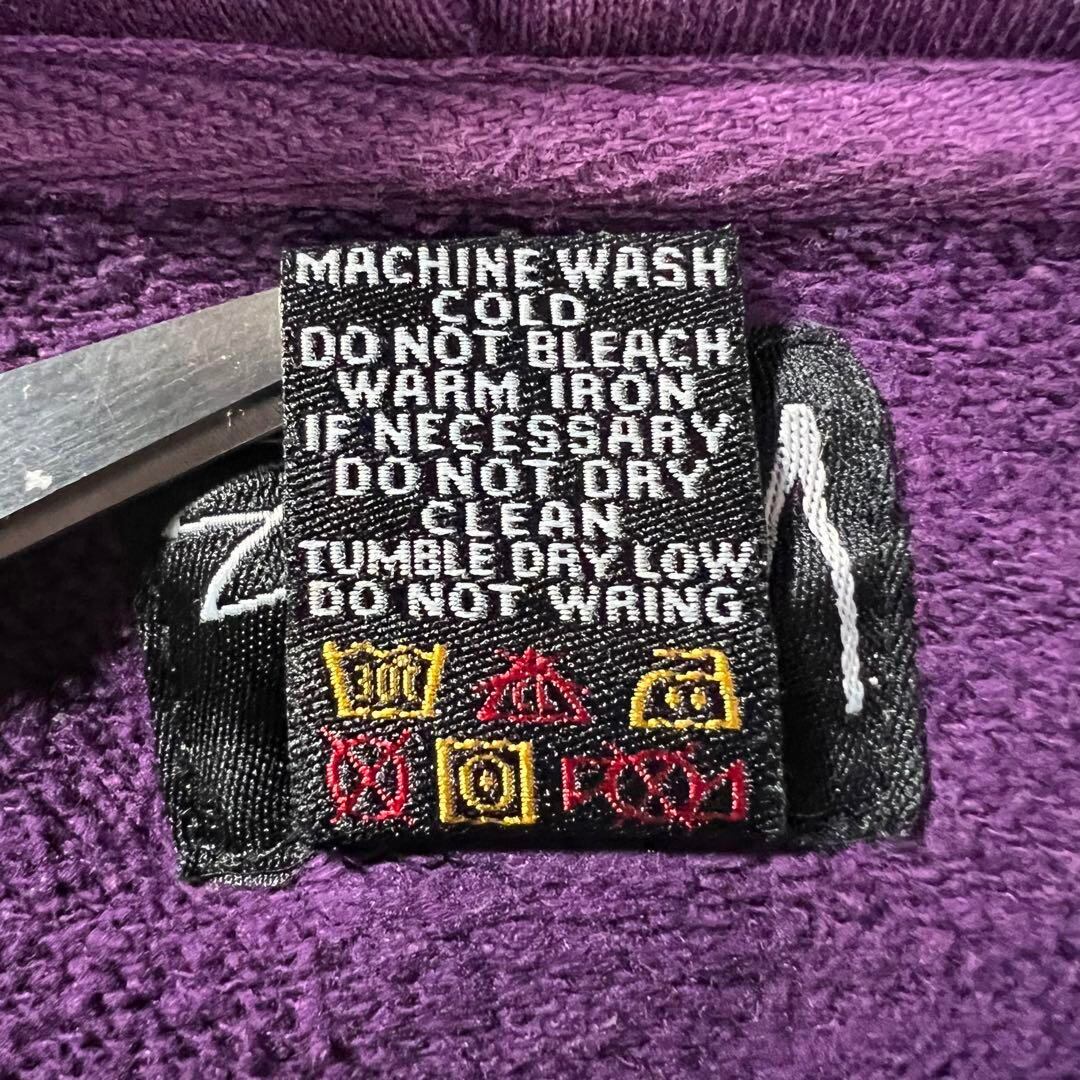 MACHINE WASH
COLD
DO NOT BLEACH
WARM IRON
IF NECESSARY
DO NOT DRY
CLEAN
TUMBLE DRY LOW
DO NOT WRING
CL